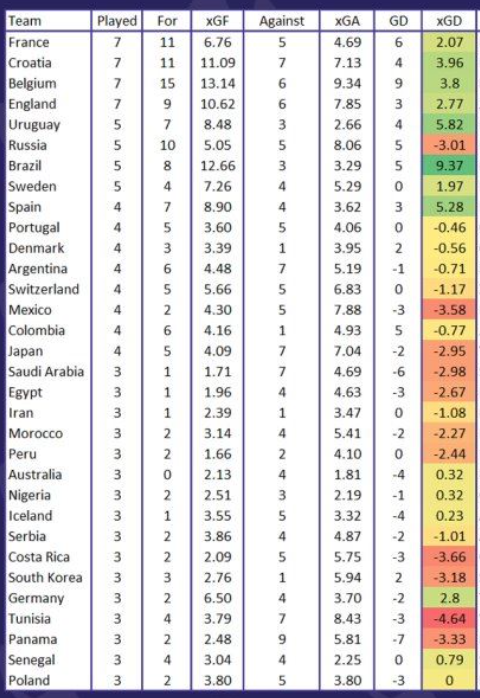 Team Played For xGF Against xGA GD xGD
France 7 11 6.76 5 4.69 6 2.07
Croatia 7 11 11.09 7 7.13 4 3.96
Belgium 7 15 13.14 6 9.34 9 3.8
England 7 9 10.62 6 7.85 3 2.77
Uruguay 5 7 8.48 3 2.66 4 5.82
Russia 5 10 5.05 5 8.06 5 -3.01
Brazil 5 8 12.66 3 3.29 5 9.37
Sweden 5 4 7.26 4 5.29 0 1.97
Spain 4 7 8.90 4 3.62 3 5.28
Portugal 4 5 3.60 5 4.06 0 -0.46
Denmark 4 3 3.39 1 3.95 2 -0.56
Argentina 4 6 4.48 7 5.19 -1 -0.71
Switzerland 4 5 5.66 5 6.83 0 -1.17
Mexico 4 2 4.30 5 7.88 -3 -3.58
Colombia 4 6 4.16 1 4.93 5 -0.77
Japan 4 5 4.09 7 7.04 -2 -2.95
Saudi Arabia 3 1 1.71 7 4.69 -6 -2.98
Egypt 3 1 1.96 4 4.63 -3 -2.67
Iran 3 1 2.39 1 3.47 0 -1.08
Morocco 3 2 3.14 4 5.41 -2 -2.27
Peru 3 2 1.66 2 4.10 0 -2.44
Australia 3 0 2.13 4 1.81 -4 0.32
Nigeria 3 2 2.51 3 2.19 -1 0.32
Iceland 3 1 3.55 5 3.32 -4 0.23
Serbia 3 2 3.86 4 4.87 -2 -1.01
Costa Rica 3 2 2.09 5 5.75 -3 -3.66
South Korea 3 3 2.76 1 5.94 2 -3.18
Germany 3 2 6.50 4 3.70 -2 2.8
Tunisia 3 4 3.79 7 8.43 -3 -4.64
Panama 3 2 2.48 9 5.81 -7 -3.33
Senegal 3 4 3.04 4 2.25 0 0.79
Poland 3 2 3.80 5 3.80 -3 0